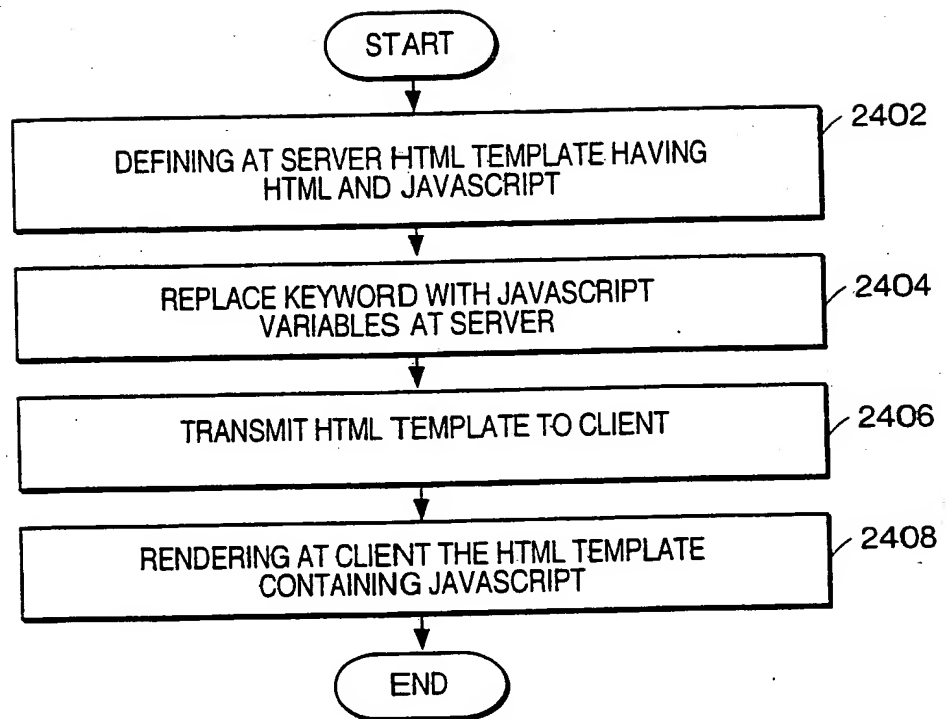 START
2402
DEFINING AT SERVER HTML TEMPLATE HAVING
HTML AND JAVASCRIPT
2404
REPLACE KEYWORD WITH JAVASCRIPT
VARIABLES AT SERVER
2406
TRANSMIT HTML TEMPLATE TO CLIENT
2408
RENDERING AT CLIENT THE HTML TEMPLATE
CONTAINING JAVASCRIPT
END